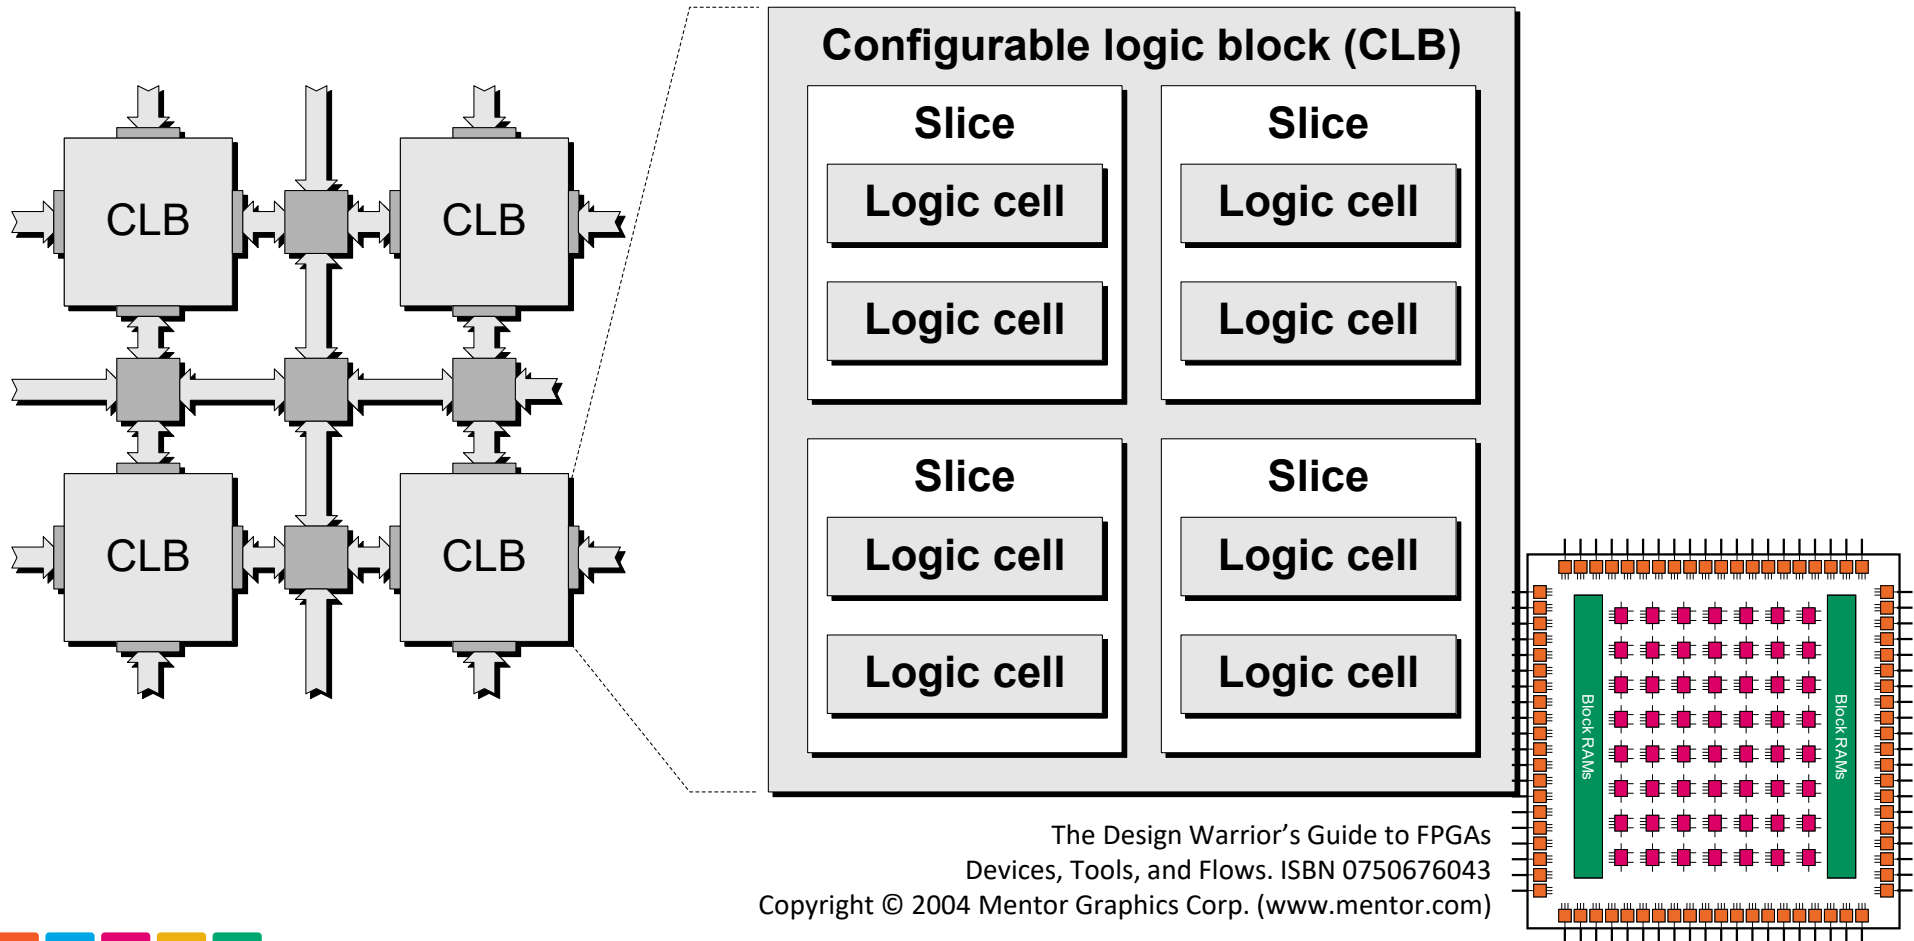 CLB
CLB
CLB
CLB
Configurable logic block (CLB)
Slice
Logic cell
Logic cell
Slice
Logic cell
Logic cell
Slice
Logic cell
Logic cell
Slice
Logic cell
Logic cell
Block RAMs
Block RAMs
The Design Warrior’s Guide to FPGAs
Devices, Tools, and Flows. ISBN 0750676043
Copyright © 2004 Mentor Graphics Corp. (www.mentor.com)